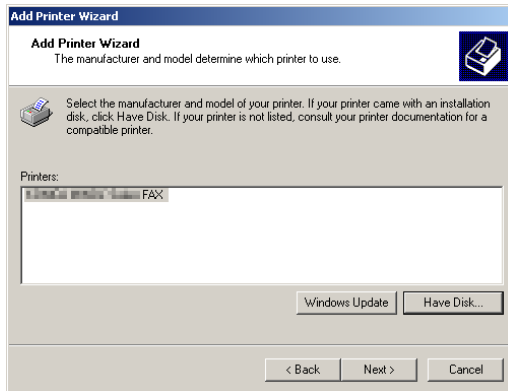 Add Printer Wizard
Add Printer Wizard
The manufacturer and model determine which printer to use.
Select the manufacturer and model of your printer. If your printer came with an installation
disk, click Have Disk. If your printer is not listed, consult your printer documentation for a
compatible printer.
Printers:
FAX
Windows Update Have Disk...
< Back Next > Cancel